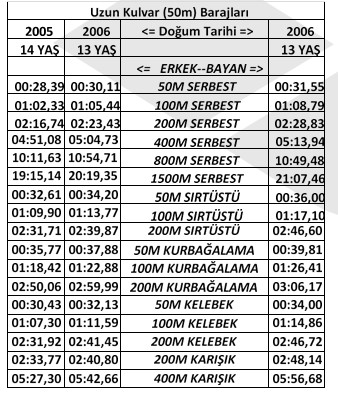 Uzun Kulvar (50m) Barajları
2005 2006 <= Doğum Tarihi => 2006
14 YAŞ 13 YAŞ 13 YAŞ
<= ERKEK--BAYAN =>
00:28,39 00:30,11 50M SERBEST 00:31,55
01:02,33 01:05,44 100M SERBEST 01:08,79
02:16,74 02:23,43 200M SERBEST 02:28,83
04:51,08 05:04,73 400M SERBEST 05:13,94
10:11,63 10:54,71 800M SERBEST 10:49,48
19:15,14 20:19,35 1500M SERBEST 21:07,46
00:32,61 00:34,20 50M SIRTÜSTÜ 00:36,00
01:09,90 01:13,77 100M SIRTÜSTÜ 01:17,10
02:31,71 02:39,87 200M SIRTÜSTÜ 02:46,60
00:35,77 00:37,88 50M KURBAĞALAMA 00:39,81
01:18,42 01:22,88 100M KURBAĞALAMA 01:26,41
02:50,06 02:59,99 200M KURBAĞALAMA 03:06,17
00:30,43 00:32,13 50M KELEBEK 00:34,00
01:07,30 01:11,59 100M KELEBEK 01:14,86
02:31,92 02:41,45 200M KELEBEK 02:46,72
02:33,77 02:40,80 200M KARIŞIK 02:48,14
05:27,30 05:42,66 400M KARIŞIK 05:56,68